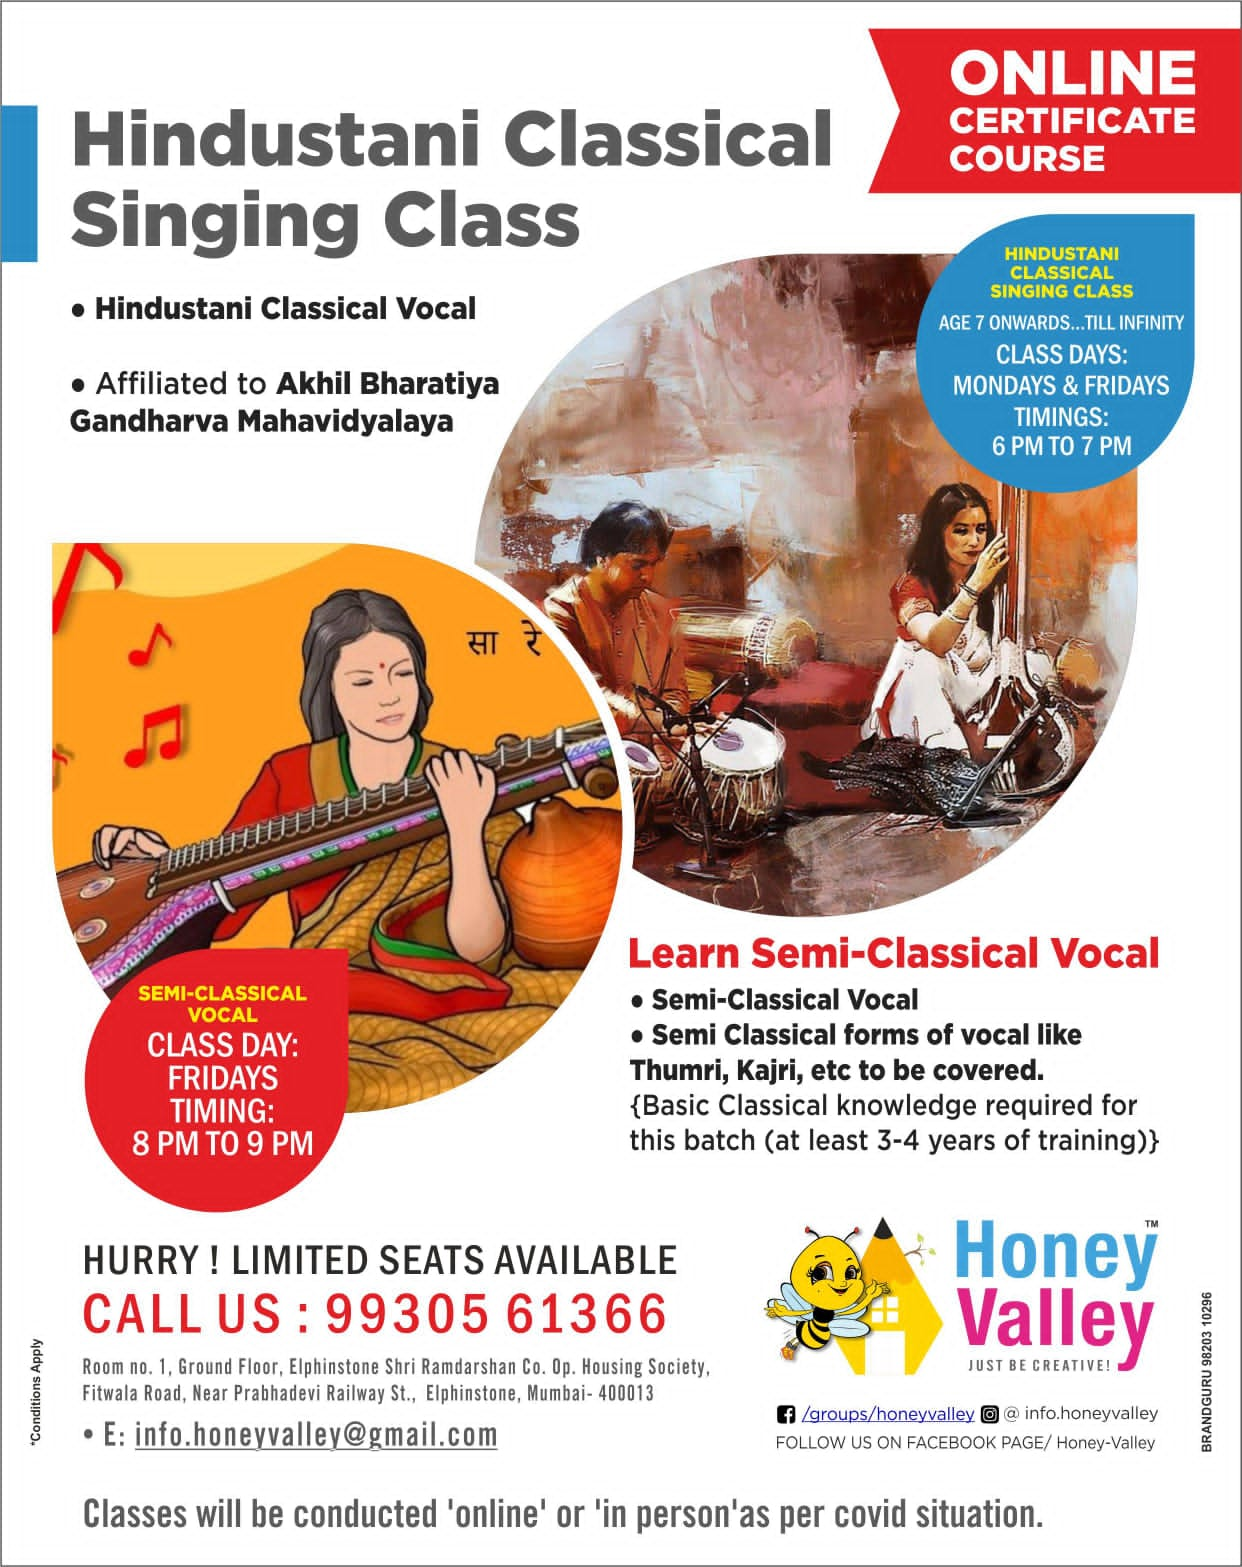 ONLINE
CERTIFICATE
COURSE
Hindustani Classical
Singing Class
● Hindustani Classical Vocal
● Affiliated to Akhil Bharatiya
Gandharva Mahavidyalaya
HINDUSTANI
CLASSICAL
SINGING CLASS
AGE 7 ONWARDS...TILL INFINITY
CLASS DAYS:
MONDAYS & FRIDAYS
TIMINGS:
6 PM TO 7 PM
सा रे
SEMI-CLASSICAL
VOCAL
CLASS DAY:
FRIDAYS
TIMING:
8 PM TO 9 PM
Learn Semi-Classical Vocal
● Semi-Classical Vocal
● Semi Classical forms of vocal like
Thumri, Kajri, etc to be covered.
{Basic Classical knowledge required for
this batch (at least 3-4 years of training)}
HURRY ! LIMITED SEATS AVAILABLE
CALL US : 99305 61366
Room no. 1, Ground Floor, Elphinstone Shri Ramdarshan Co. Op. Housing Society,
Fitwala Road, Near Prabhadevi Railway St., Elphinstone, Mumbai- 400013
• E: info.honeyvalley@gmail.com
Honey
TM
Valley
JUST BE CREATIVE!
/groups/honeyvalley @ info.honeyvalley
FOLLOW US ON FACEBOOK PAGE/ Honey-Valley
*Conditions Apply
BRANDGURU 98203 10296
Classes will be conducted 'online' or 'in person'as per covid situation.